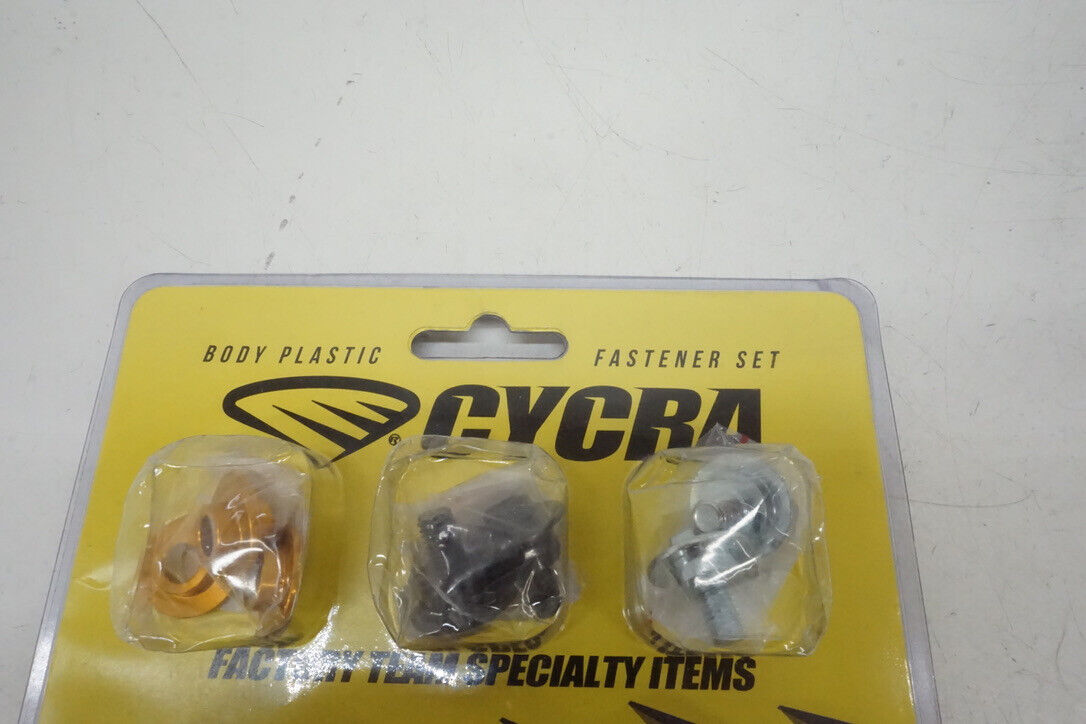 BODY PLASTIC FASTENER SET
® CYCRA
FACTORY TEAM SPECIALTY ITEMS